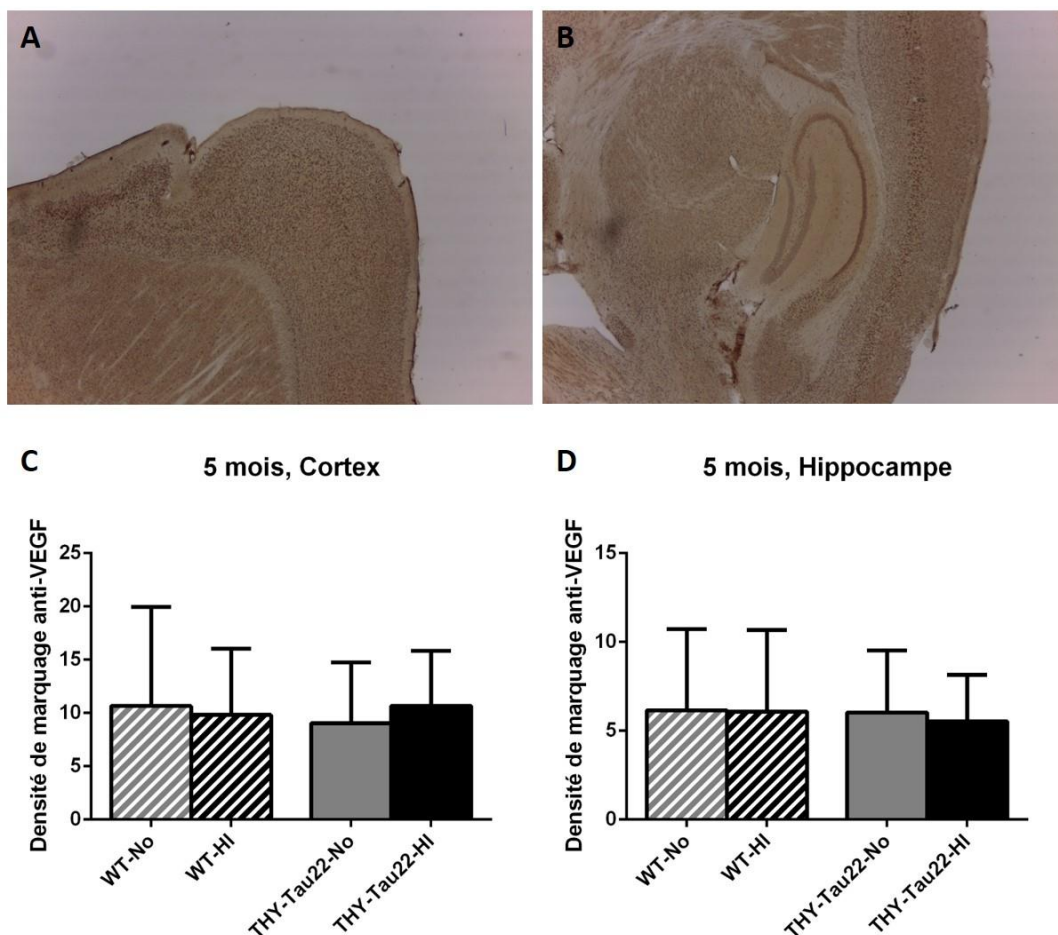 A
B
C
5 mois, Cortex
Densité de marquage anti-VEGF
25
20
15
10
5
0
WT-No
WT-HI
THY-Tau22-No
THY-Tau22-HI
D
5 mois, Hippocampe
Densité de marquage anti-VEGF
15
10
5
0
WT-No
WT-HI
THY-Tau22-No
THY-Tau22-HI